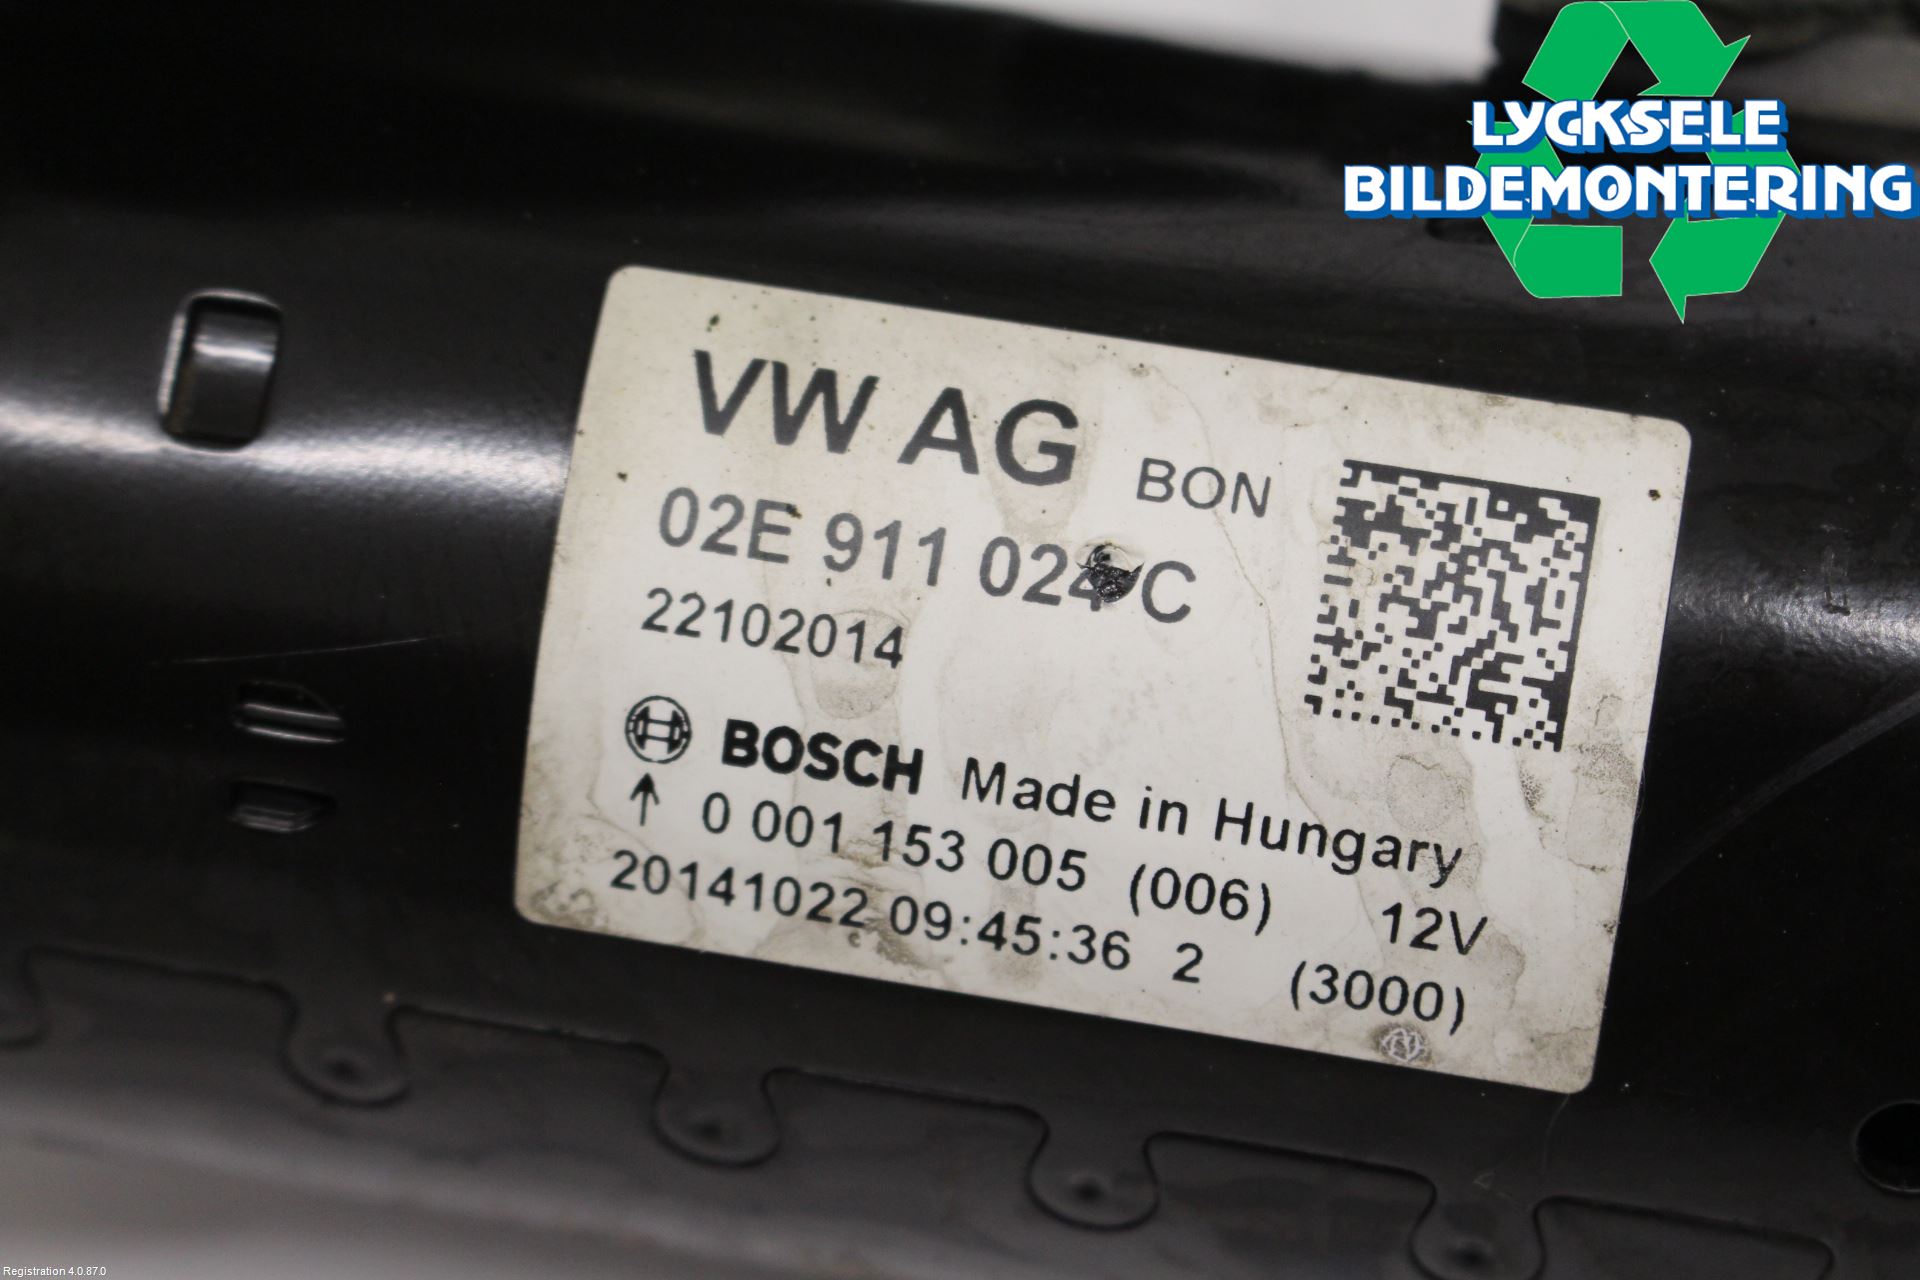 LYCKSELE
BILDEMONTERING
VW AG BON
02E 911 024 C
22102014
BOSCH Made in Hungary
↑ 0 001 153 005 (006) 12V
20141022 09:45:36 2 (3000)
Registration 4.0.87.0